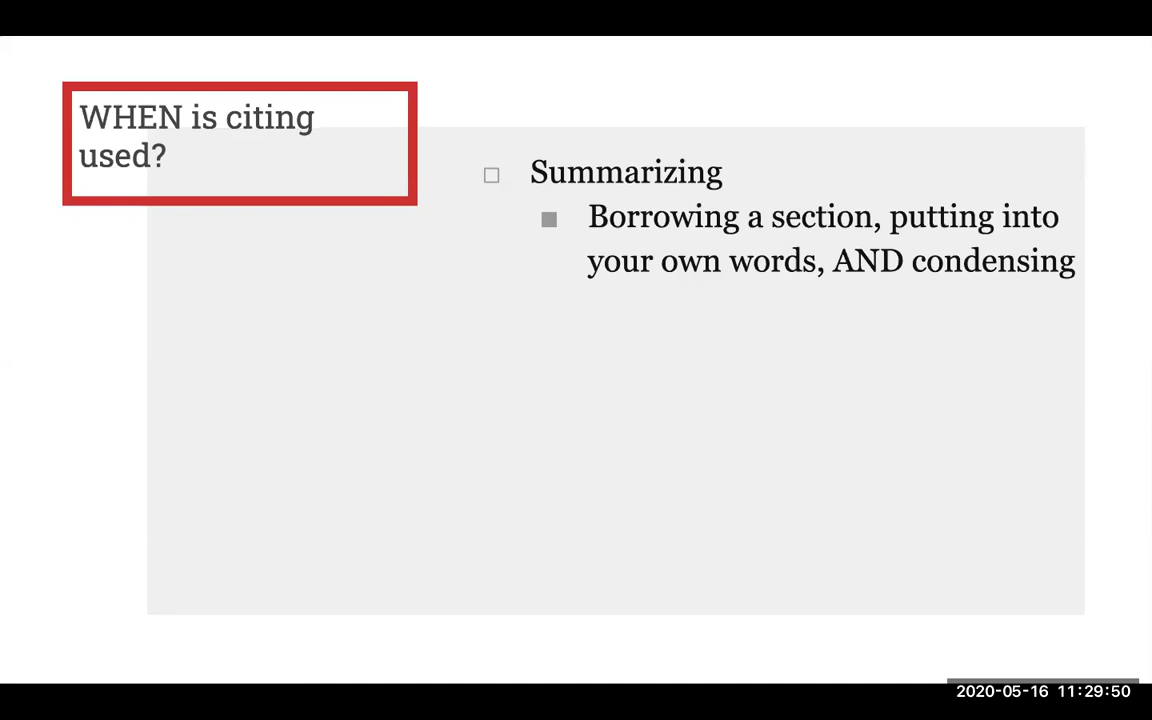 WHEN is citing
used?
Summarizing
Borrowing a section, putting into
your own words, AND condensing
2020-05-16 11:29:50